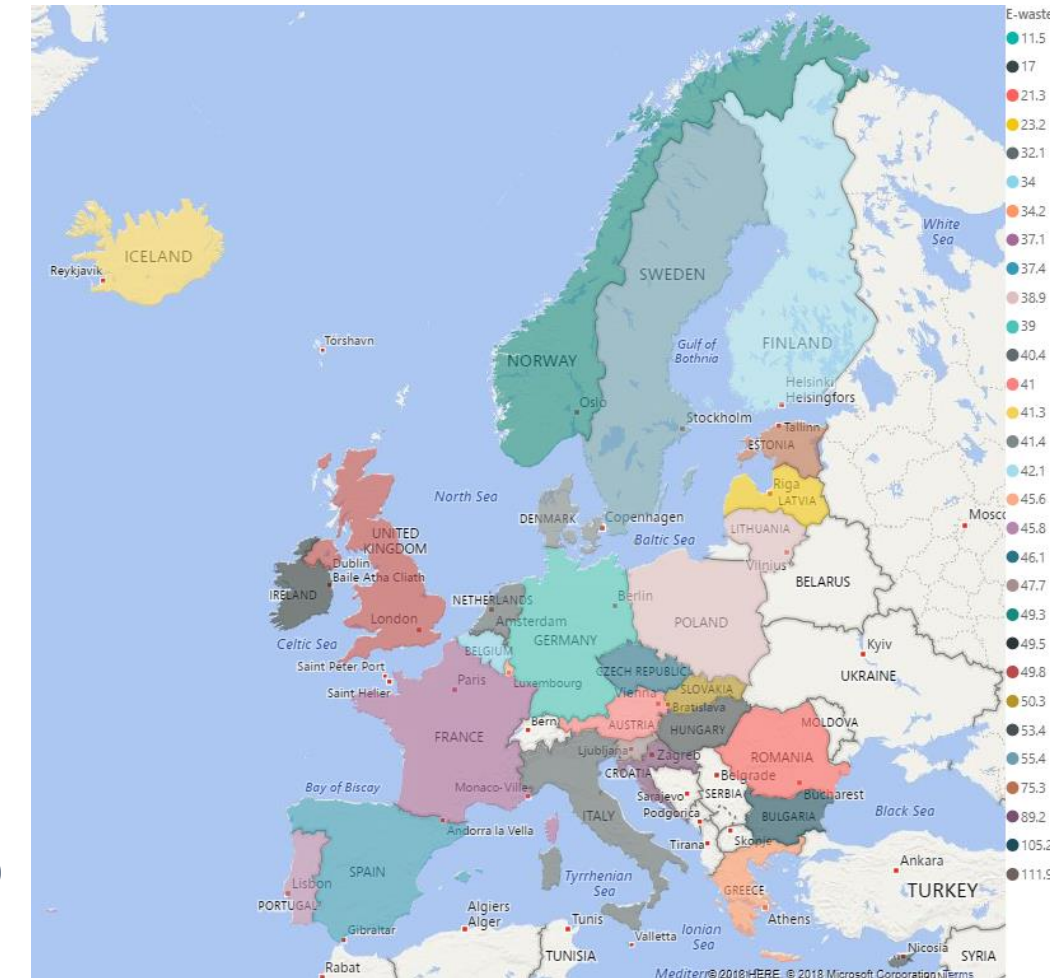 E-waste
11.5
17
21.3
23.2
32.1
34
34.2
37.1
37.4
38.9
39
40.4
41
41.3
41.4
42.1
45.6
45.8
46.1
47.7
49.3
49.5
49.8
50.3
53.4
55.4
75.3
89.2
105.2
111.9
ICELAND
Reykjavik
Tórshavn
White
Sea
SWEDEN
FINLAND
Gulf of
Bothnia
NORWAY
Oslo
Helsinki
Helsingfors
Stockholm
Tallinn
ESTONIA
Riga
LATVIA
North Sea
DENMARK
Copenhagen
Baltic Sea
LITHUANIA
Vilnius
Mosc
UNITED
KINGDOM
Dublin
Baile Atha Cliath
IRELAND
London
Celtic Sea
NETHERLANDS
Amsterdam
Berlin
BELARUS
GERMANY
POLAND
BELGIUM
Kyiv
UKRAINE
Saint Peter Port
Saint Helier
Paris
Luxembourg
CZECH REPUBLIC
Vienna
SLOVAKIA
Bratislava
Bern
AUSTRIA
HUNGARY
MOLDOVA
FRANCE
Ljubljana
Zagreb
CROATIA
ROMANIA
Belgrade
Bay of Biscay
Monaco-Ville
Sarajevo
SERBIA
Bucharest
Podgorica
BULGARIA
Black Sea
Andorra la Vella
ITALY
Tirana
Skopje
SPAIN
Tyrrhenian
Sea
Ankara
TURKEY
Lisbon
PORTUGAL
GREECE
Athens
Gibraltar
Algiers
Alger
Tunis
Valletta
Ionian
Sea
TUNISIA
Nicosia
SYRIA
Rabat
Mediterr
© 2018 HERE, © 2018 Microsoft Corporation Terms